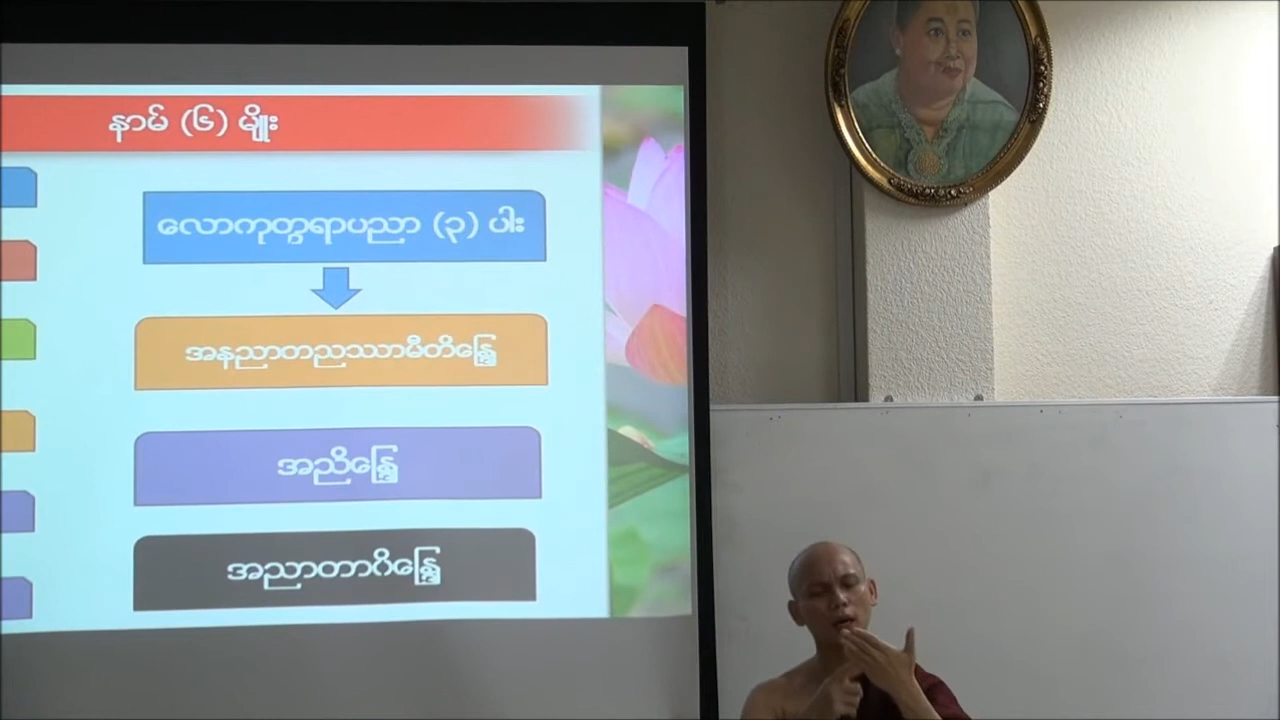 နာမ် (၆) မျိုး
လောကုတ္တရာပညာ (၃) ပါး
အနညာတညဿာမီတိန္ဒြေ
အညိန္ဒြေ
အညာတာဂိန္ဒြေ